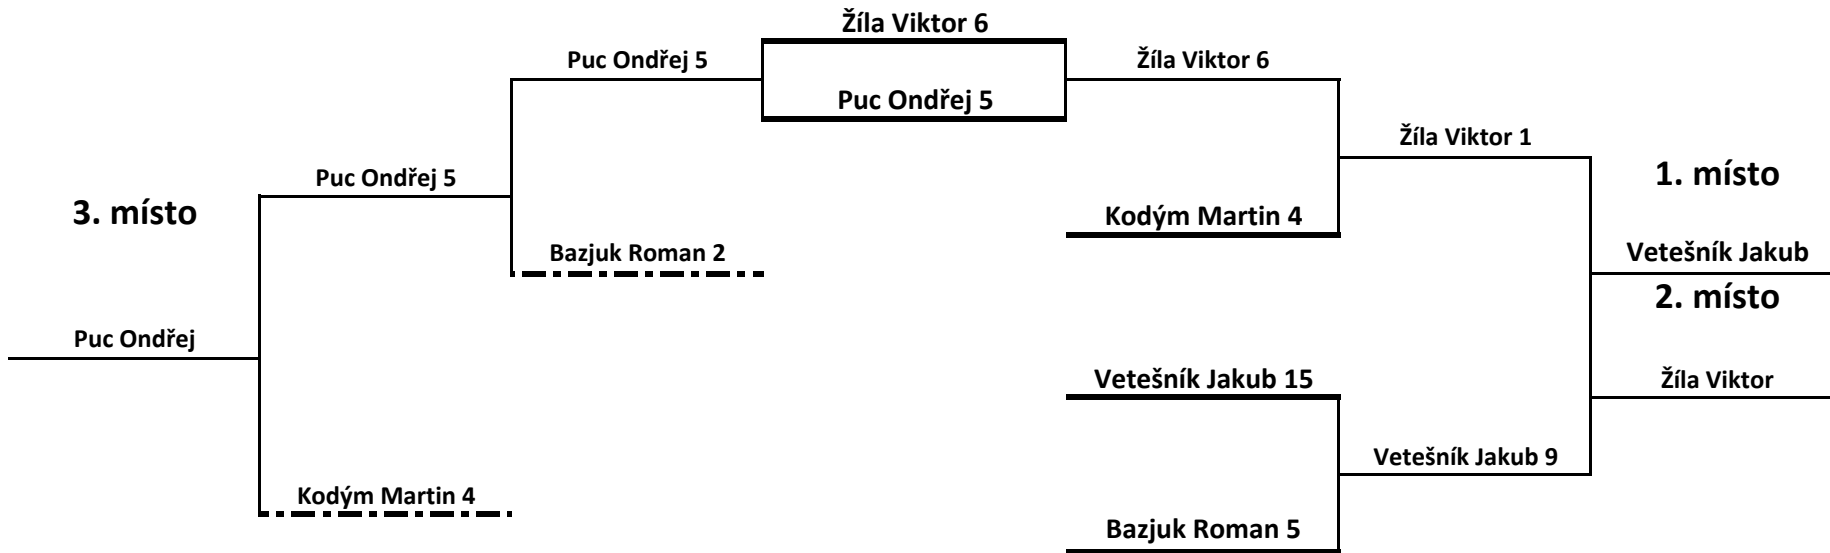 Žíla Viktor 6
Puc Ondřej 5
Žíla Viktor 6
Puc Ondřej 5
Žíla Viktor 1
Puc Ondřej 5
1. místo
3. místo
Kodým Martin 4
Bazjuk Roman 2
Vetešník Jakub
2. místo
Puc Ondřej
Vetešník Jakub 15
Žíla Viktor
Vetešník Jakub 9
Kodým Martin 4
Bazjuk Roman 5